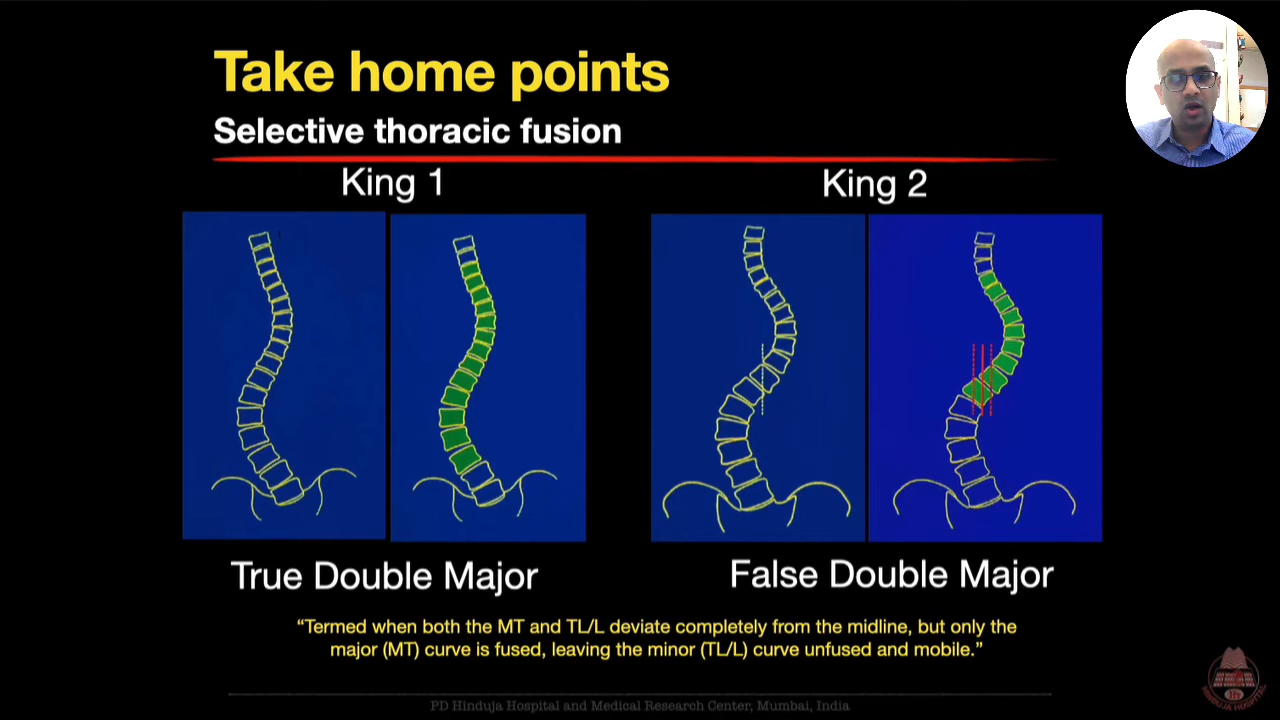 Take home points
Selective thoracic fusion
King 1
King 2
True Double Major
False Double Major
“Termed when both the MT and TL/L deviate completely from the midline, but only the
major (MT) curve is fused, leaving the minor (TL/L) curve unfused and mobile.”
PD Hinduja Hospital and Medical Research Center, Mumbai, India